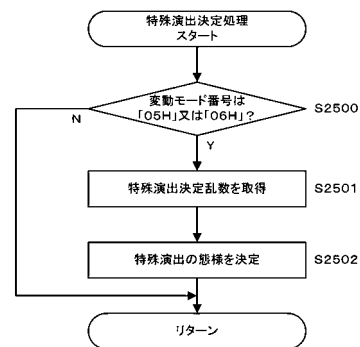 特殊演出決定処理
スタート
変動モード番号は
「05H」又は「06H」?
S2500
N
Y
特殊演出決定乱数を取得
S2501
特殊演出の態様を決定
S2502
リターン